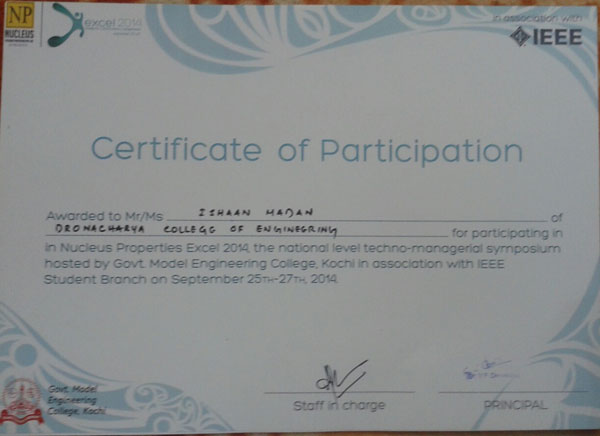 NP
NUCLEUS
excel 2014
in association with
IEEE
Certificate of Participation
Awarded to Mr/Ms ISHAAN MADAN of
DRONACHARYA COLLEGE OF ENGINEERING for participating in
in Nucleus Properties Excel 2014, the national level techno-managerial symposium
hosted by Govt. Model Engineering College, Kochi in association with IEEE
Student Branch on September 25TH-27TH, 2014.
Govt. Model
Engineering
College, Kochi
Staff in charge
PRINCIPAL